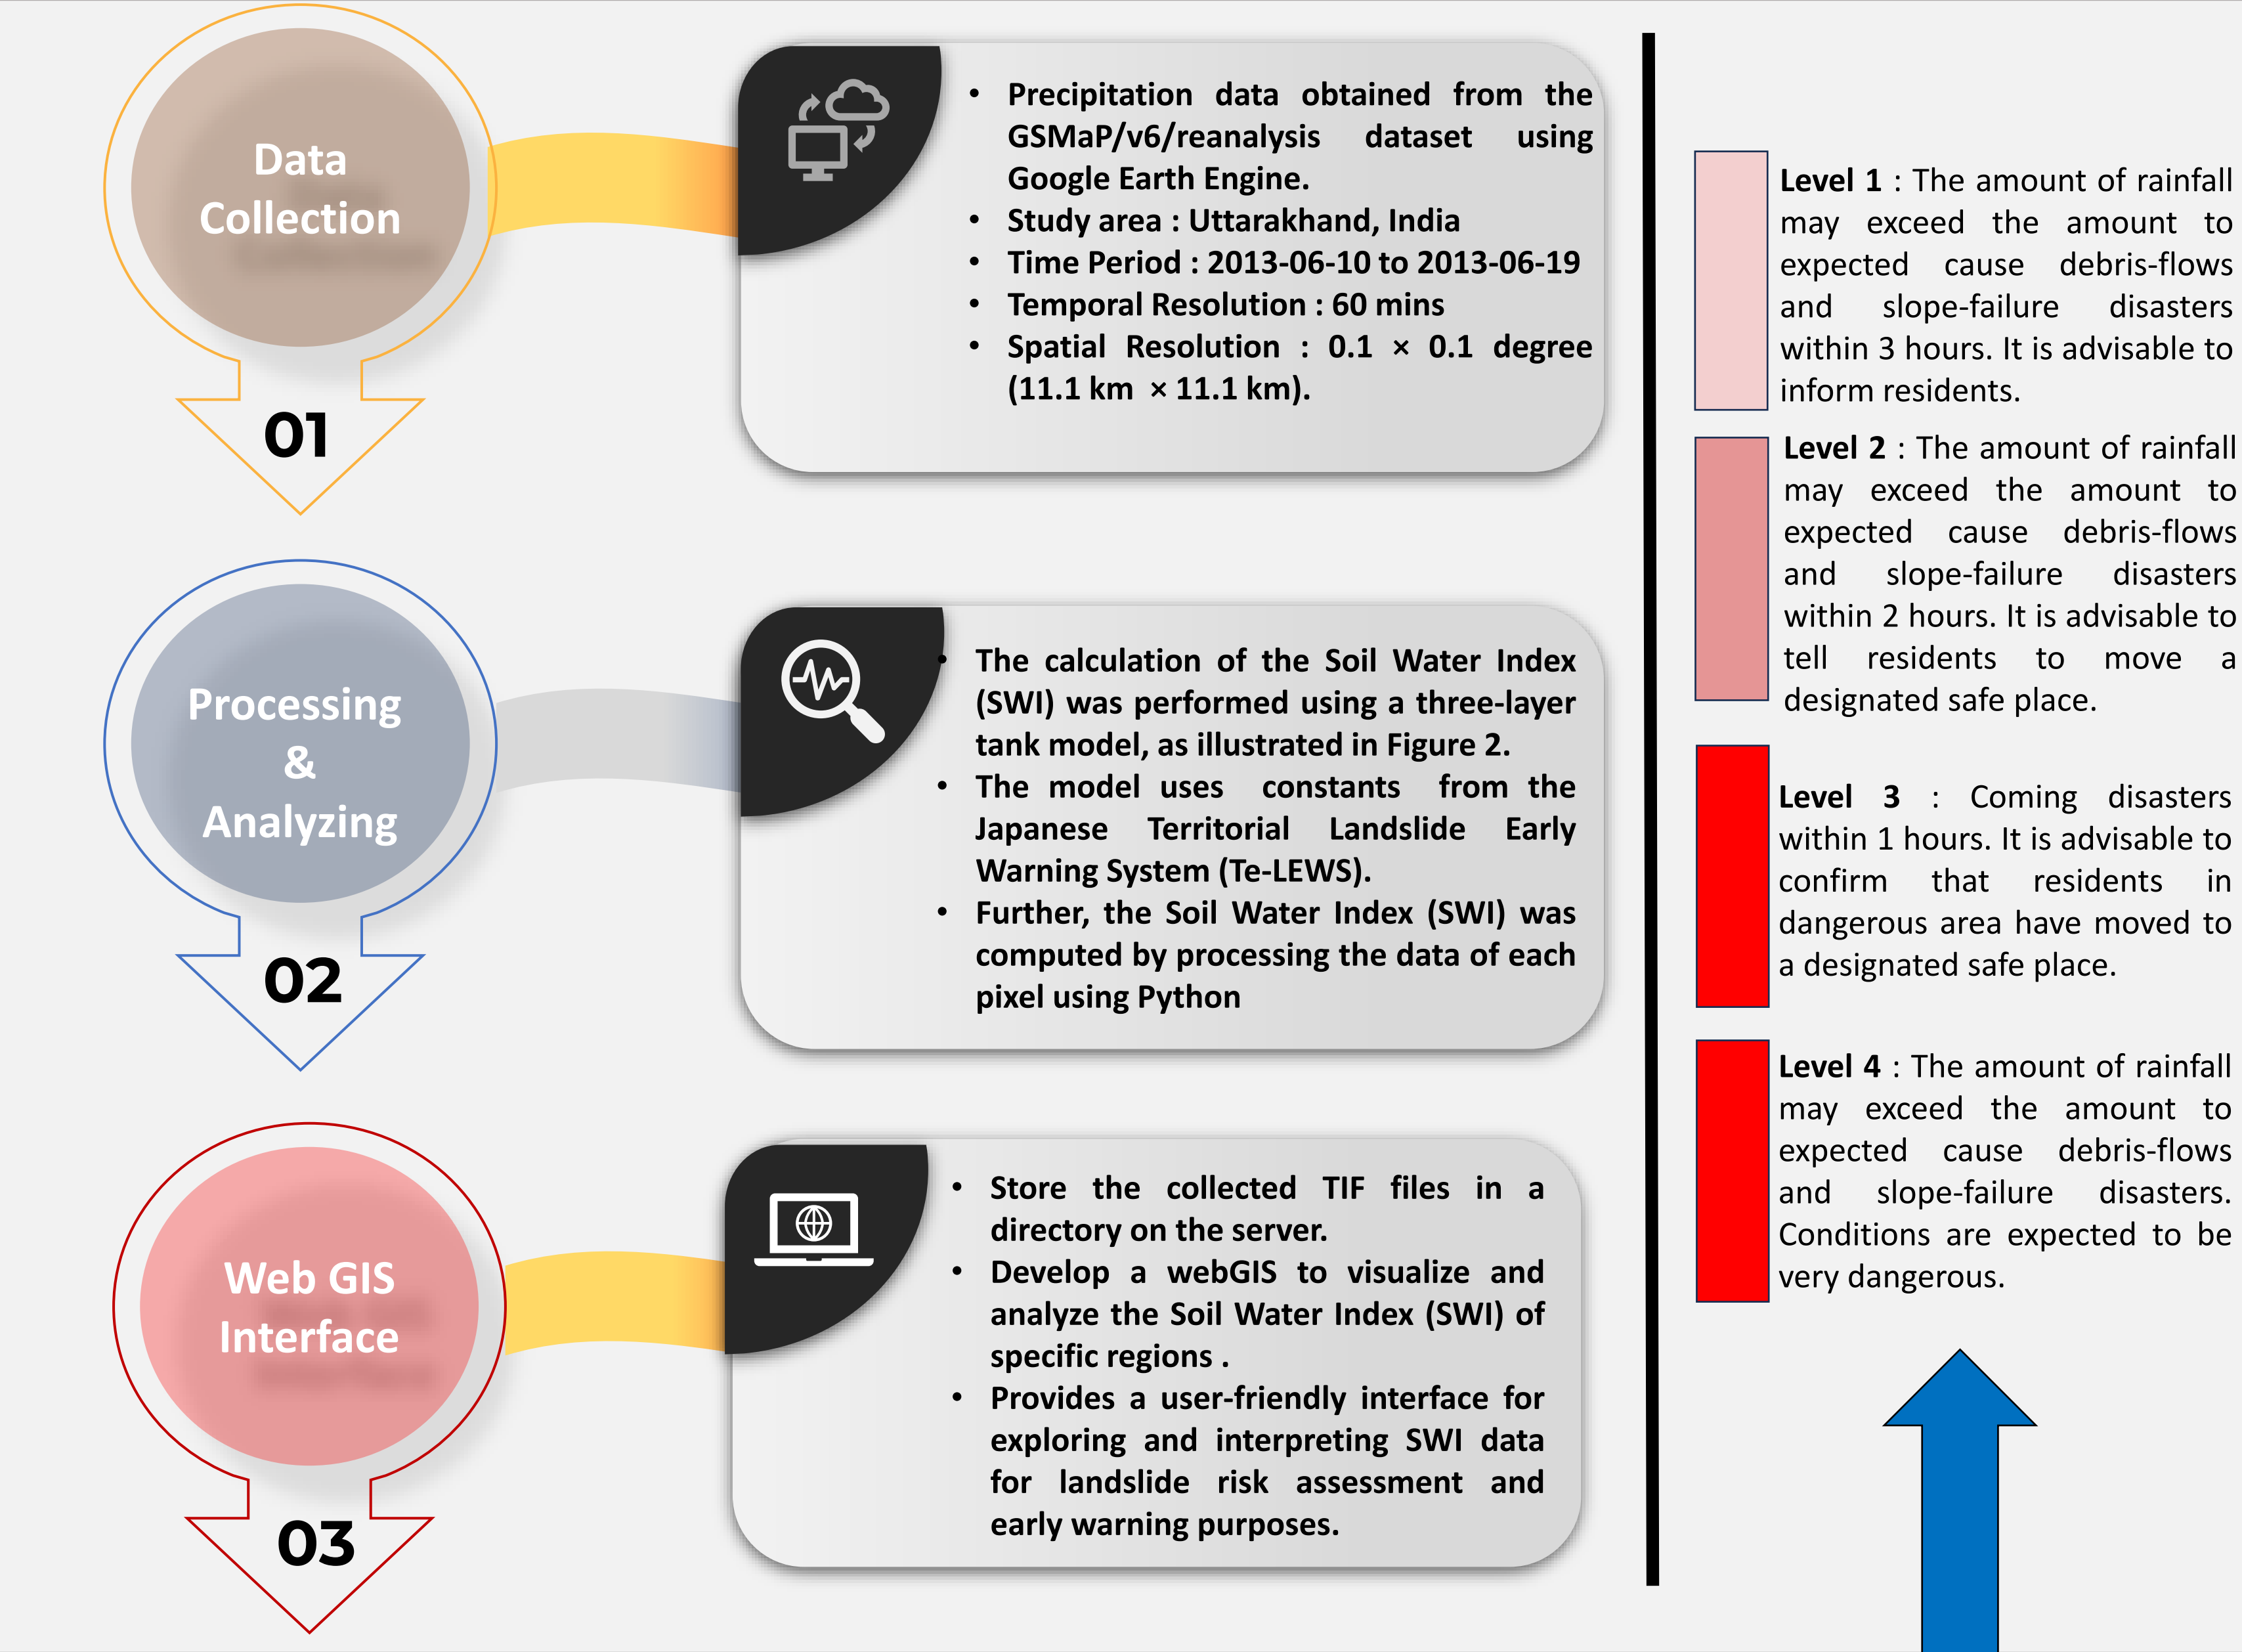 Data
Collection
01
• Precipitation data obtained from the
GSMaP/v6/reanalysis dataset using
Google Earth Engine.
• Study area : Uttarakhand, India
• Time Period : 2013-06-10 to 2013-06-19
• Temporal Resolution : 60 mins
• Spatial Resolution : 0.1 × 0.1 degree
(11.1 km × 11.1 km).
Processing
&
Analyzing
02
• The calculation of the Soil Water Index
(SWI) was performed using a three-layer
tank model, as illustrated in Figure 2.
• The model uses constants from the
Japanese Territorial Landslide Early
Warning System (Te-LEWS).
• Further, the Soil Water Index (SWI) was
computed by processing the data of each
pixel using Python
Web GIS
Interface
03
• Store the collected TIF files in a
directory on the server.
• Develop a webGIS to visualize and
analyze the Soil Water Index (SWI) of
specific regions .
• Provides a user-friendly interface for
exploring and interpreting SWI data
for landslide risk assessment and
early warning purposes.
Level 1 : The amount of rainfall
may exceed the amount to
expected cause debris-flows
and slope-failure disasters
within 3 hours. It is advisable to
inform residents.
Level 2 : The amount of rainfall
may exceed the amount to
expected cause debris-flows
and slope-failure disasters
within 2 hours. It is advisable to
tell residents to move a
designated safe place.
Level 3 : Coming disasters
within 1 hours. It is advisable to
confirm that residents in
dangerous area have moved to
a designated safe place.
Level 4 : The amount of rainfall
may exceed the amount to
expected cause debris-flows
and slope-failure disasters.
Conditions are expected to be
very dangerous.